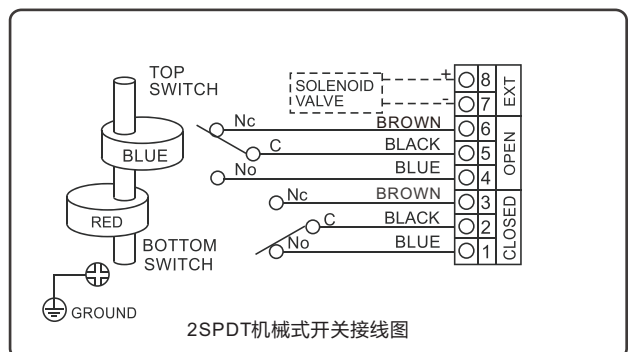 TOP
SWITCH
BLUE
RED
BOTTOM
SWITCH
GROUND
SOLENOID
VALVE
+
-
Nc
BROWN
C
BLACK
No
BLUE
Nc
BROWN
C
BLACK
No
BLUE
8
7
6
5
4
3
2
1
EXT
OPEN
CLOSED
2SPDT机械式开关接线图